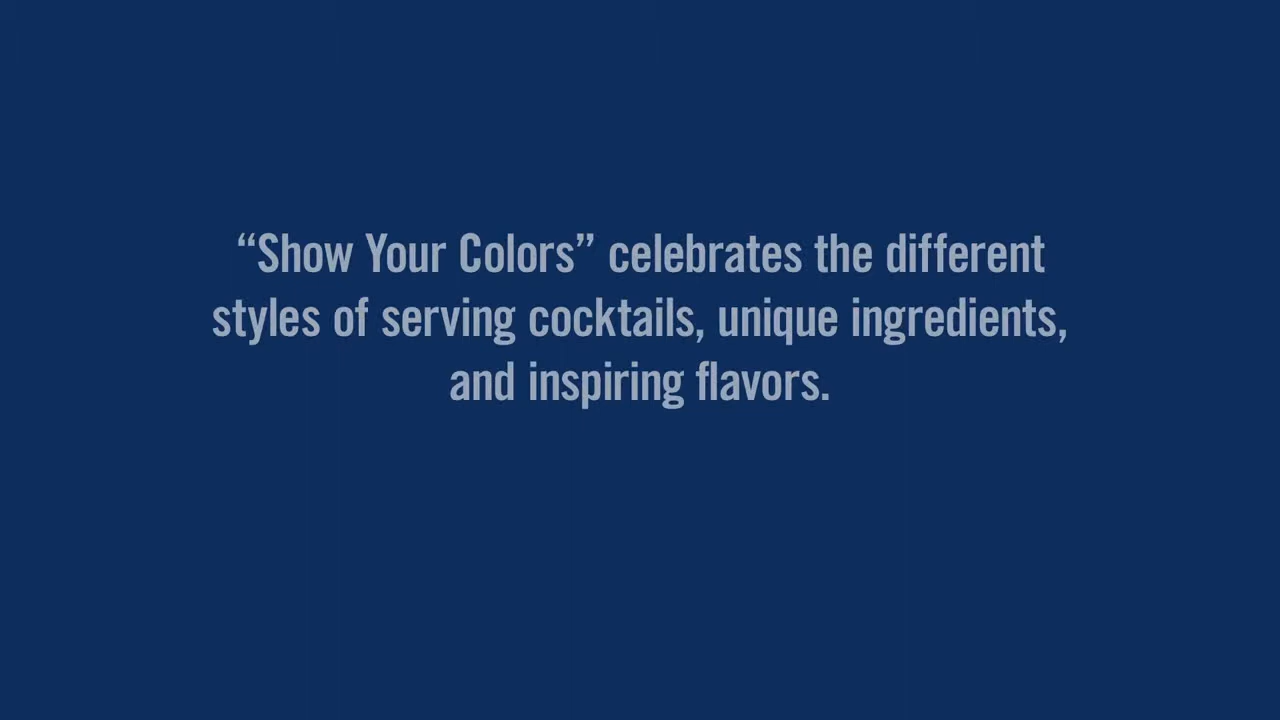 “Show Your Colors” celebrates the different
styles of serving cocktails, unique ingredients,
and inspiring flavors.